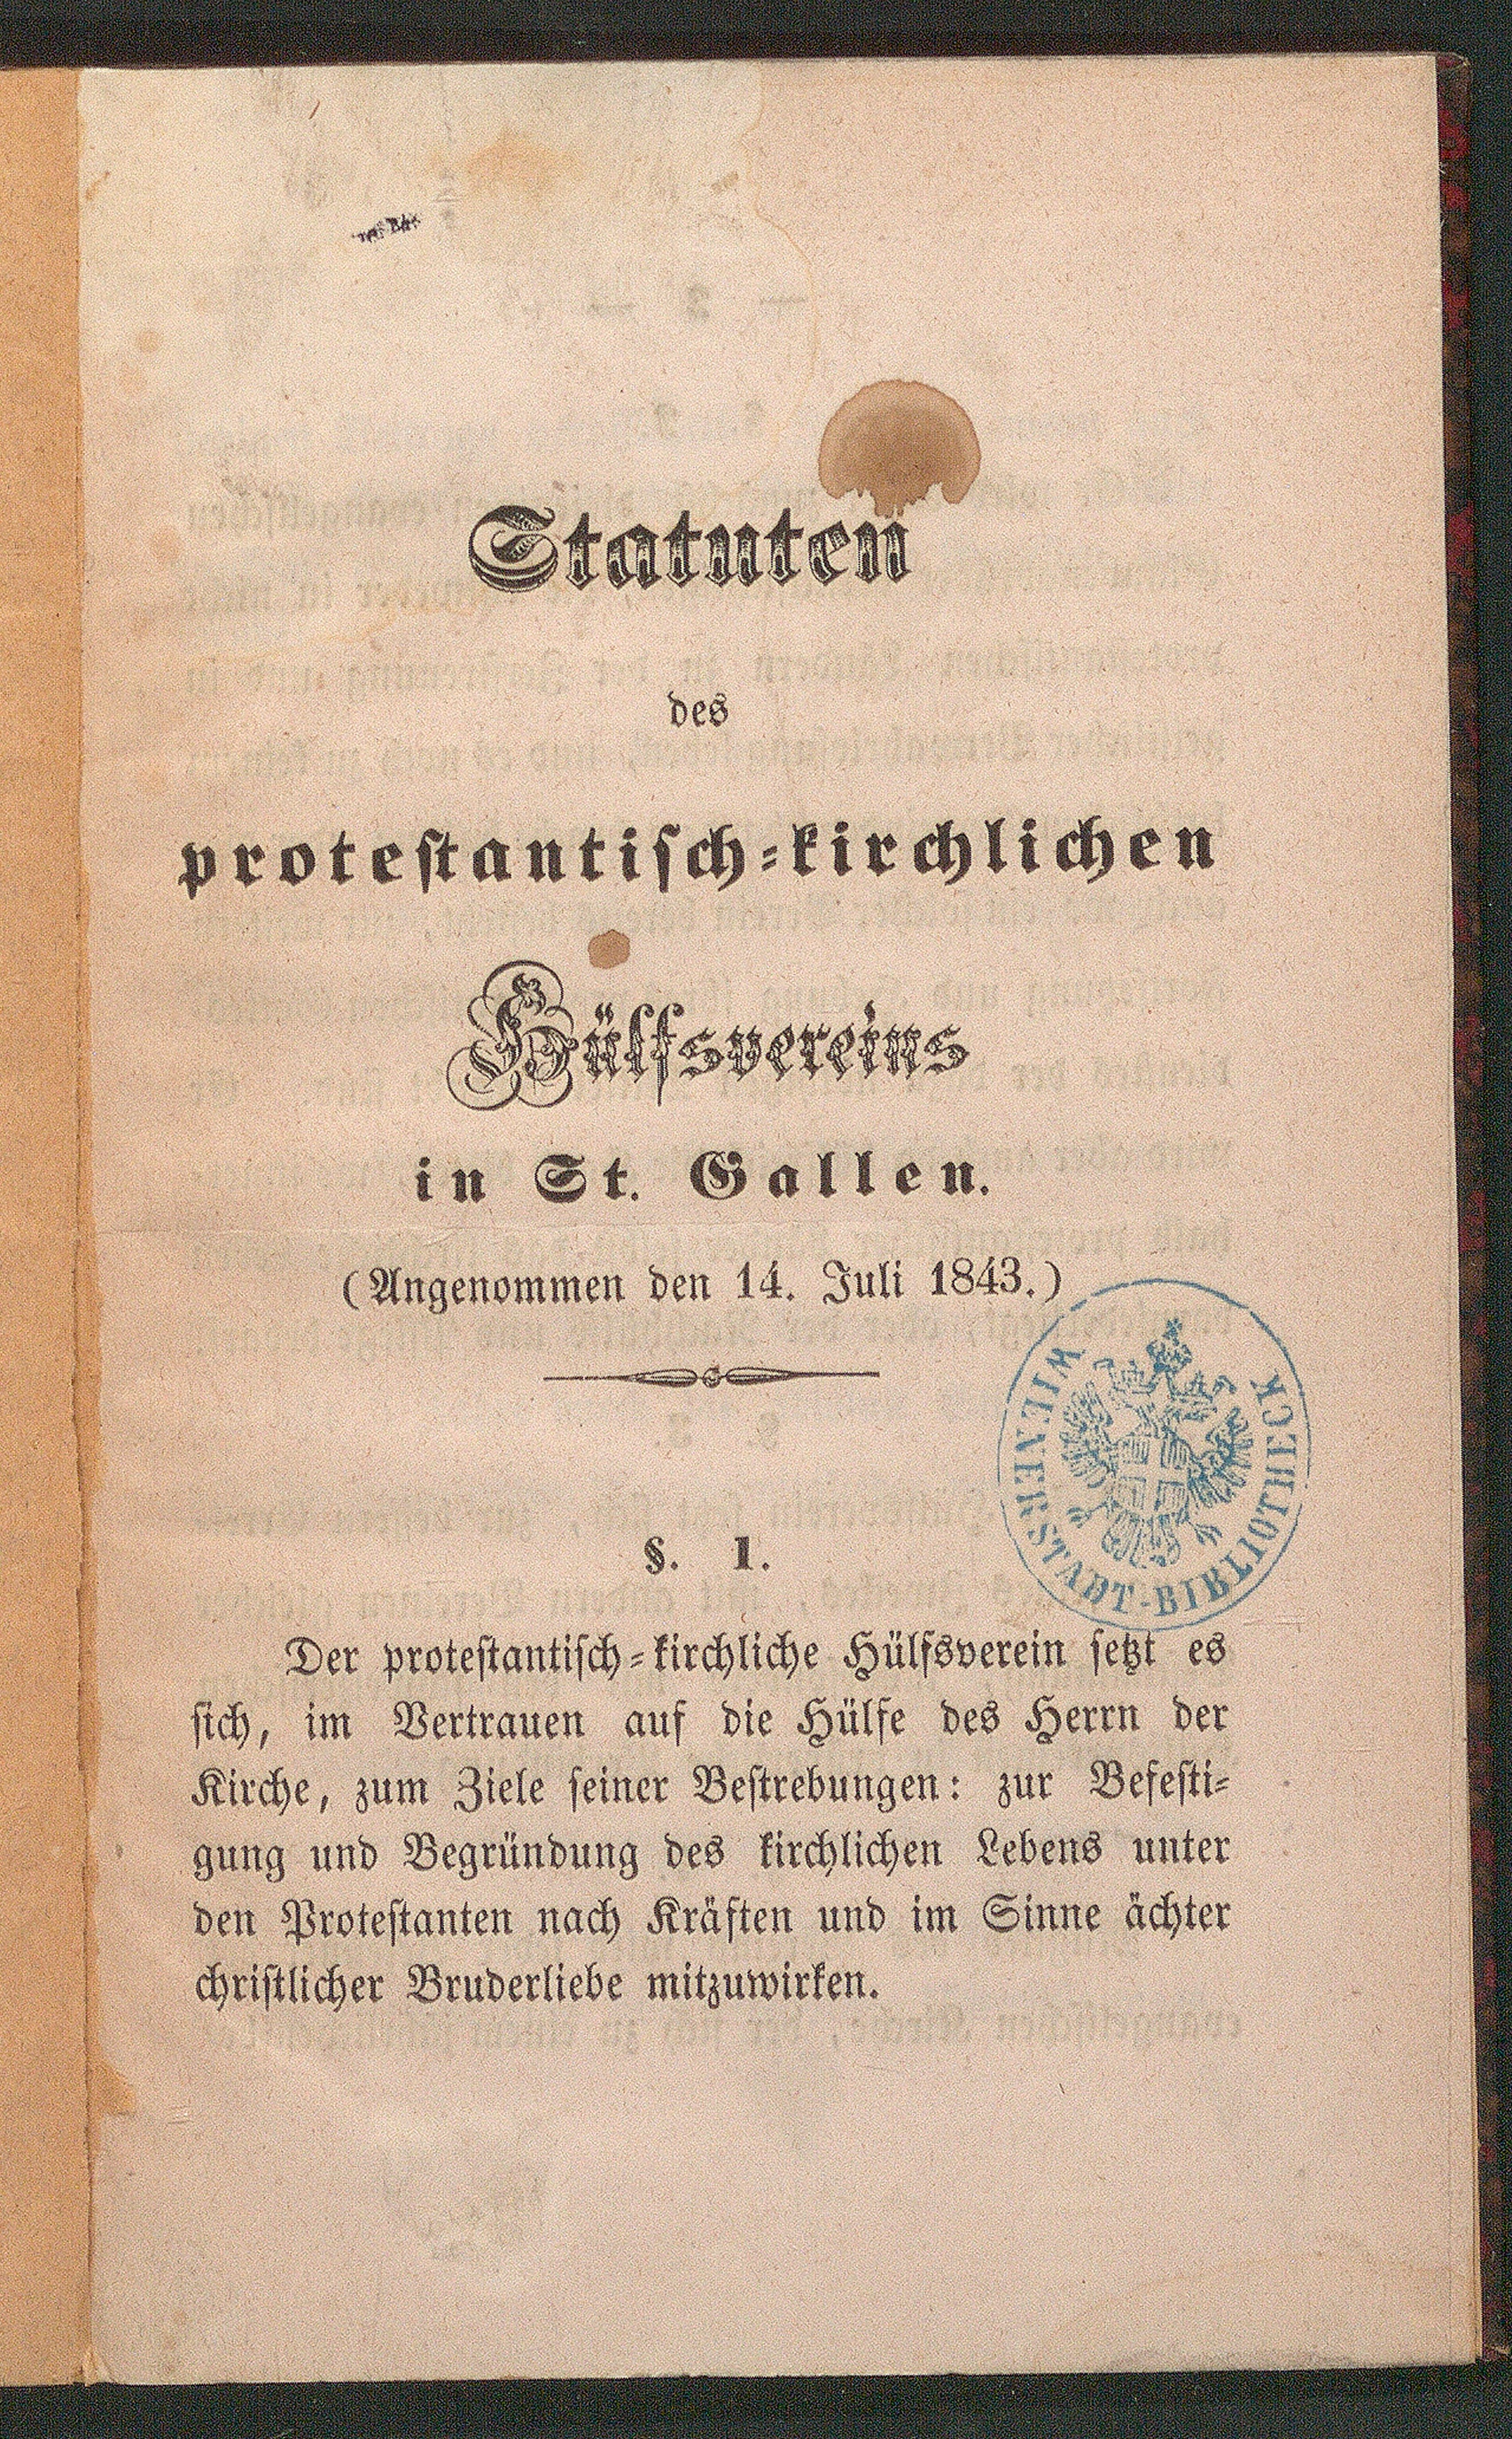 Statuten
des
protestantisch-kirchlichen
Hülfsvereins
in St. Gallen.
(Angenommen den 14. Juli 1843.)
WIENER STADT-BIBLIOTHECK
§. 1.
Der protestantisch-kirchliche Hülfsverein setzt es
sich, im Vertrauen auf die Hülfe des Herrn der
Kirche, zum Ziele seiner Bestrebungen: zur Befesti-
gung und Begründung des kirchlichen Lebens unter
den Protestanten nach Kräften und im Sinne ächter
christlicher Bruderliebe mitzuwirken.